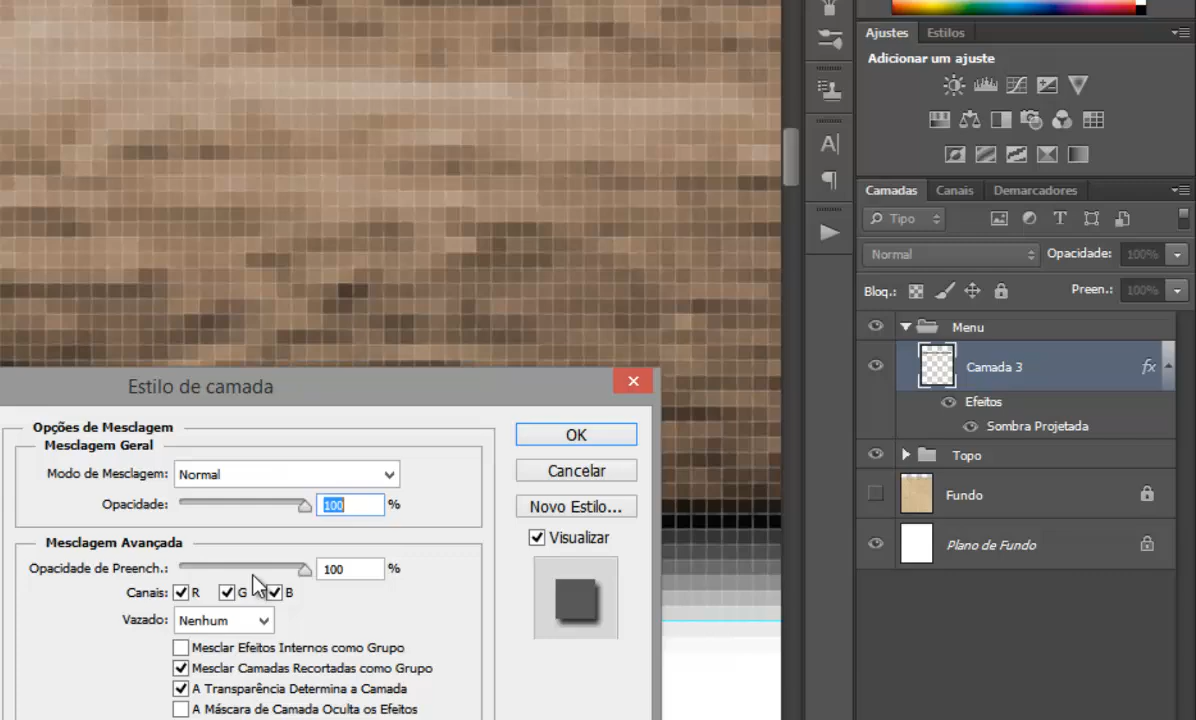 Ajustes Estilos
Adicionar um ajuste
Camadas Canais Demarcadores
Tipo
Normal Opacidade: 100%
Bloq.: Preen.: 100%
Menu
Camada 3 fx
Efeitos
Sombra Projetada
Topo
Fundo
Plano de Fundo
Estilo de camada
Opções de Mesclagem
Mesclagem Geral
Modo de Mesclagem: Normal
Opacidade: 100 %
Mesclagem Avançada
Opacidade de Preench.: 100 %
Canais: R G B
Vazado: Nenhum
Mesclar Efeitos Internos como Grupo
Mesclar Camadas Recortadas como Grupo
A Transparência Determina a Camada
A Máscara de Camada Oculta os Efeitos
OK
Cancelar
Novo Estilo...
Visualizar